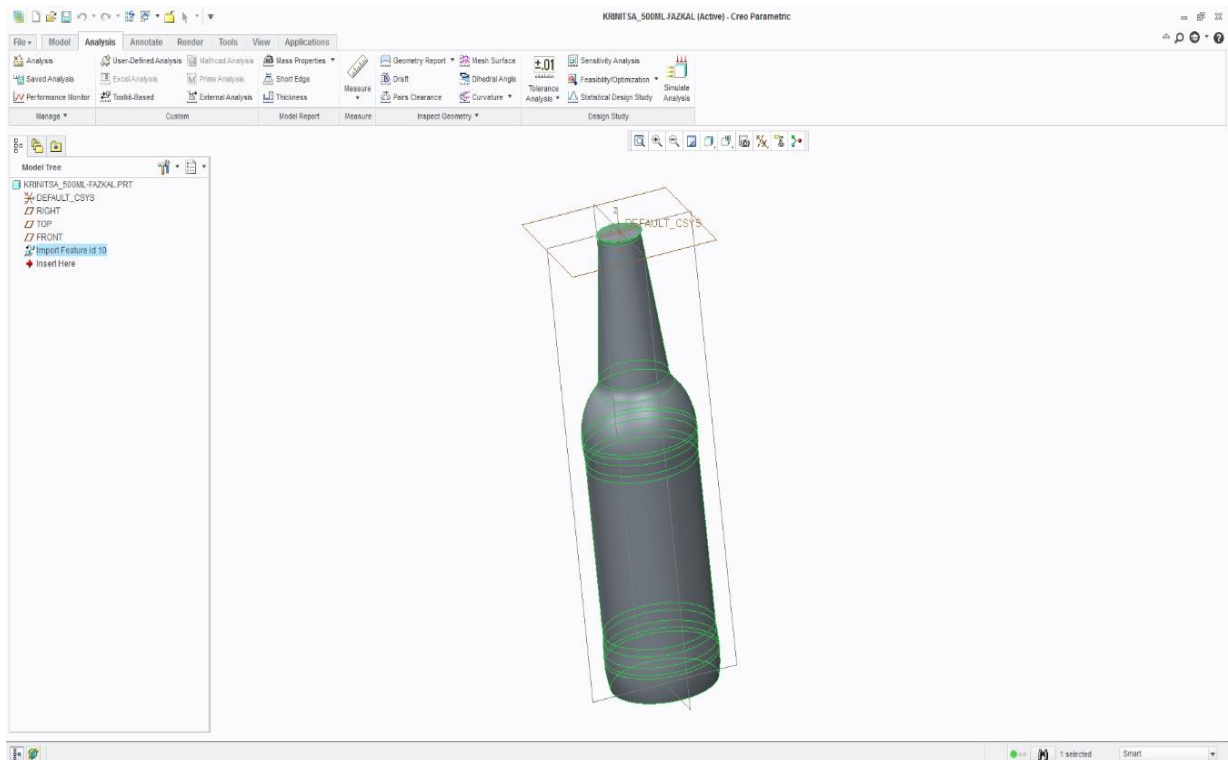 KRINITSA_500ML-FAZKAL (Active) - Creo Parametric
File Model Analysis Annotate Render Tools View Applications
Analysis User-Defined Analysis Mathcad Analysis Mass Properties Geometry Report Mesh Surface ±.01 Sensitivity Analysis
Saved Analysis Excel Analysis Prime Analysis Short Edge Measure Draft Dihedral Angle Tolerance Analysis Feasibility/Optimization Simulate Analysis
Performance Monitor Toolkit-Based External Analysis Thickness Pairs Clearance Curvature Statistical Design Study
Manage Custom Model Report Measure Inspect Geometry Design Study
Model Tree
KRINITSA_500ML-FAZKAL.PRT
DEFAULT_CSYS
RIGHT
TOP
FRONT
Import Feature id 10
Insert Here
DEFAULT_CSYS
1 selected Smart